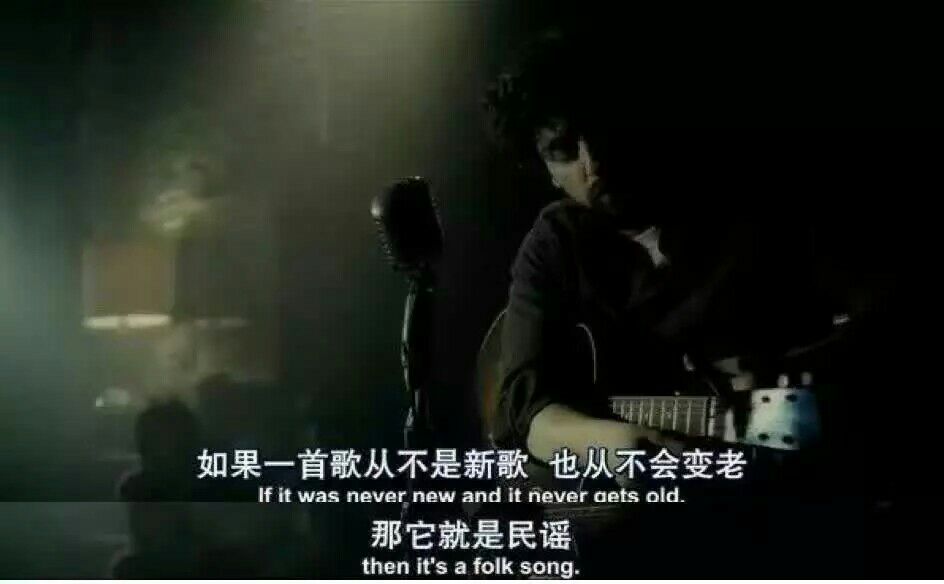 如果一首歌从不是新歌 也从不会变老
If it was never new and it never gets old.
那它就是民谣
then it's a folk song.